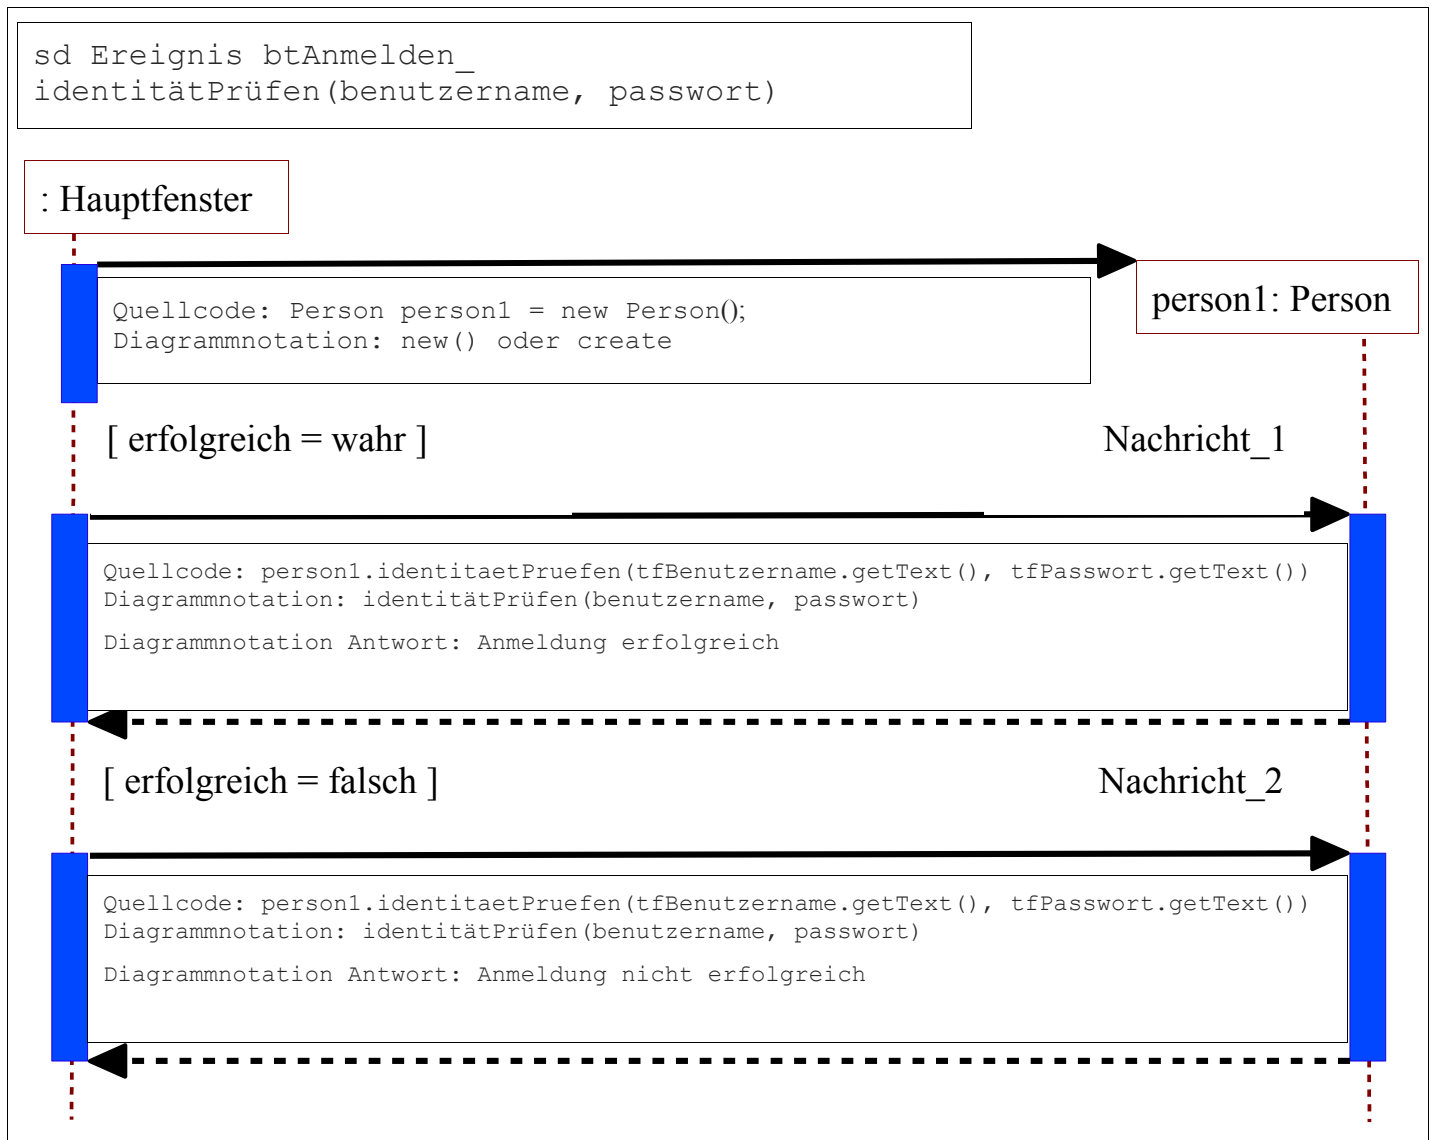 sd Ereignis btAnmelden_
identitätPrüfen(benutzername, passwort)
: Hauptfenster
person1: Person
Quellcode: Person person1 = new Person();
Diagrammnotation: new() oder create
[ erfolgreich = wahr ] Nachricht_1
Quellcode: person1.identitaetPruefen(tfBenutzername.getText(), tfPasswort.getText())
Diagrammnotation: identitätPrüfen(benutzername, passwort)
Diagrammnotation Antwort: Anmeldung erfolgreich
[ erfolgreich = falsch ] Nachricht_2
Quellcode: person1.identitaetPruefen(tfBenutzername.getText(), tfPasswort.getText())
Diagrammnotation: identitätPrüfen(benutzername, passwort)
Diagrammnotation Antwort: Anmeldung nicht erfolgreich